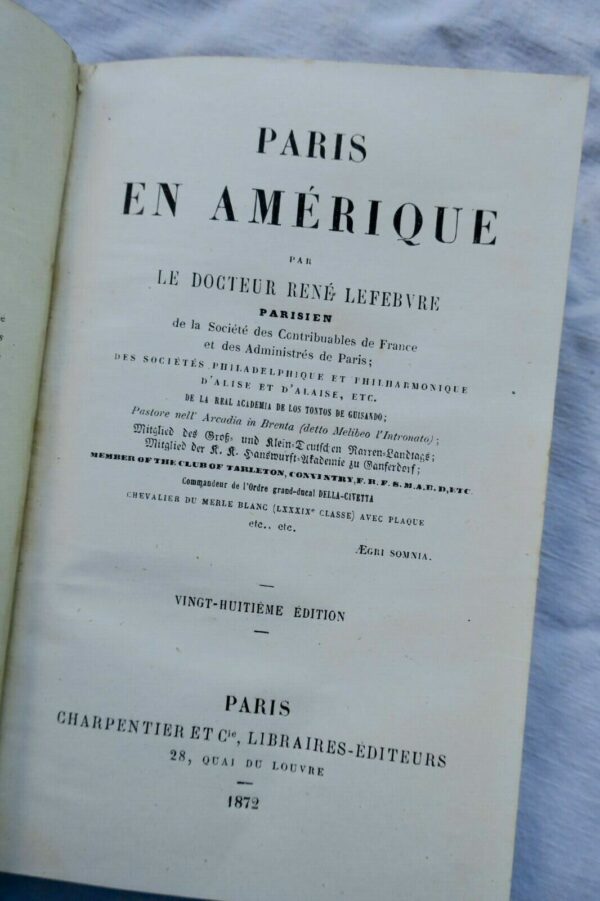 PARIS
EN AMÉRIQUE
PAR
LE DOCTEUR RENÉ LEFEBVRE
PARISIEN
de la Société des Contribuables de France
et des Administrés de Paris;
DES SOCIÉTÉS PHILADELPHIQUE ET PHILHARMONIQUE
D'ALISE ET D'ALAISE, ETC.
DE LA REAL ACADEMIA DE LOS TONTOS DE GUISANDO;
Pastore nell' Arcadia in Brenta (detto Melibeo l'Intronato);
Mitglied des Groß- und Klein-Deutschen Narren-Landtags;
Mitglied der K. K. Hanswurst-Akademie zu Gänserdorf;
MEMBER OF THE CLUB OF TARLETON, COVENTRY, F. R. F. S. M. A. U. D, ETC.
Commandeur de l'Ordre grand-ducal DELLA-CIVETTA
CHEVALIER DU MERLE BLANC (LXXXIXe CLASSE) AVEC PLAQUE
etc., etc.
ÆGRI SOMNIA.
VINGT-HUITIÈME ÉDITION
PARIS
CHARPENTIER ET Cie, LIBRAIRES-ÉDITEURS
28, QUAI DU LOUVRE
1872